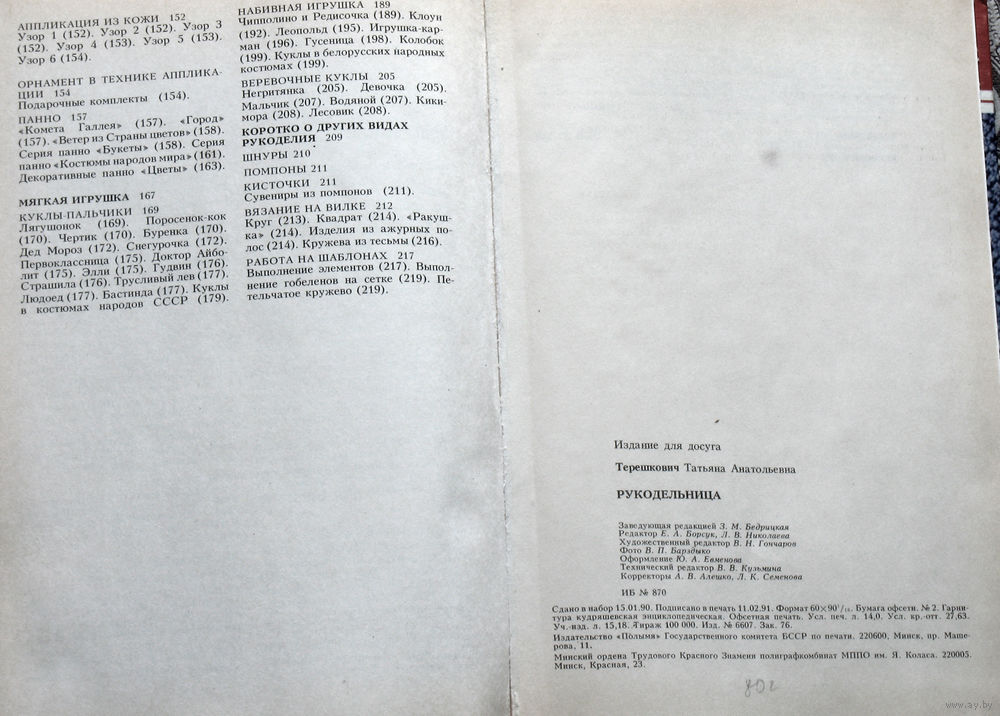 АППЛИКАЦИЯ ИЗ КОЖИ 152
Узор 1 (152). Узор 2 (152). Узор 3
(152). Узор 4 (153). Узор 5 (153).
Узор 6 (154).
ОРНАМЕНТ В ТЕХНИКЕ АППЛИКА-
ЦИИ 154
Подарочные комплекты (154).
ПАННО 157
«Комета Галлея» (157). «Город»
(157). «Ветер из Страны цветов» (158).
Серия панно «Букеты» (158). Серия
панно «Костюмы народов мира» (161).
Декоративные панно «Цветы» (163).
МЯГКАЯ ИГРУШКА 167
КУКЛЫ-ПАЛЬЧИКИ 169
Лягушонок (169). Поросенок-кок
(170). Чертик (170). Буренка (170).
Дед Мороз (172). Снегурочка (172).
Первоклассница (175). Доктор Айбо-
лит (175). Элли (175). Гудвин (176).
Страшила (176). Трусливый лев (177).
Людоед (177). Бастинда (177). Куклы
в костюмах народов СССР (179).
НАБИВНАЯ ИГРУШКА 189
Чипполино и Редисочка (189). Клоун
(192). Леопольд (195). Игрушка-кар-
ман (196). Гусеница (198). Колобок
(199). Куклы в белорусских народных
костюмах (199).
ВЕРЕВОЧНЫЕ КУКЛЫ 205
Негритянка (205). Девочка (205).
Мальчик (207). Водяной (207). Кики-
мора (208). Лесовик (208).
КОРОТКО О ДРУГИХ ВИДАХ
РУКОДЕЛИЯ 209
ШНУРЫ 210
ПОМПОНЫ 211
КИСТОЧКИ 211
Сувениры из помпонов (211).
ВЯЗАНИЕ НА ВИЛКЕ 212
Круг (213). Квадрат (214). «Ракуш-
ка» (214). Изделия из ажурных по-
лос (214). Кружева из тесьмы (216).
РАБОТА НА ШАБЛОНАХ 217
Выполнение элементов (217). Выпол-
нение гобеленов на сетке (219). Пе-
тельчатое кружево (219).
Издание для досуга
Терешкович Татьяна Анатольевна
РУКОДЕЛЬНИЦА
Заведующая редакцией З. М. Бедрицкая
Редактор Е. А. Борсук, Л. В. Николаева
Художественный редактор В. Н. Гончаров
Фото В. П. Барздыко
Оформление Ю. А. Евменова
Технический редактор В. В. Кузьмина
Корректоры А. В. Алешко, Л. К. Семенова
ИБ № 870
Сдано в набор 15.01.90. Подписано в печать 11.02.91. Формат 60×90¹/₁₆. Бумага офсетн. № 2. Гарни-
тура кудряшевская энциклопедическая. Офсетная печать. Усл. печ. л. 14,0. Усл. кр.-отт. 27,63.
Уч.-изд. л. 15,18. Тираж 100 000. Изд. № 6607. Зак. 76.
Издательство «Полымя» Государственного комитета БССР по печати. 220600, Минск, пр. Маше-
рова, 11.
Минский ордена Трудового Красного Знамени полиграфкомбинат МППО им. Я. Коласа. 220005.
Минск, Красная, 23.
www.ay.by